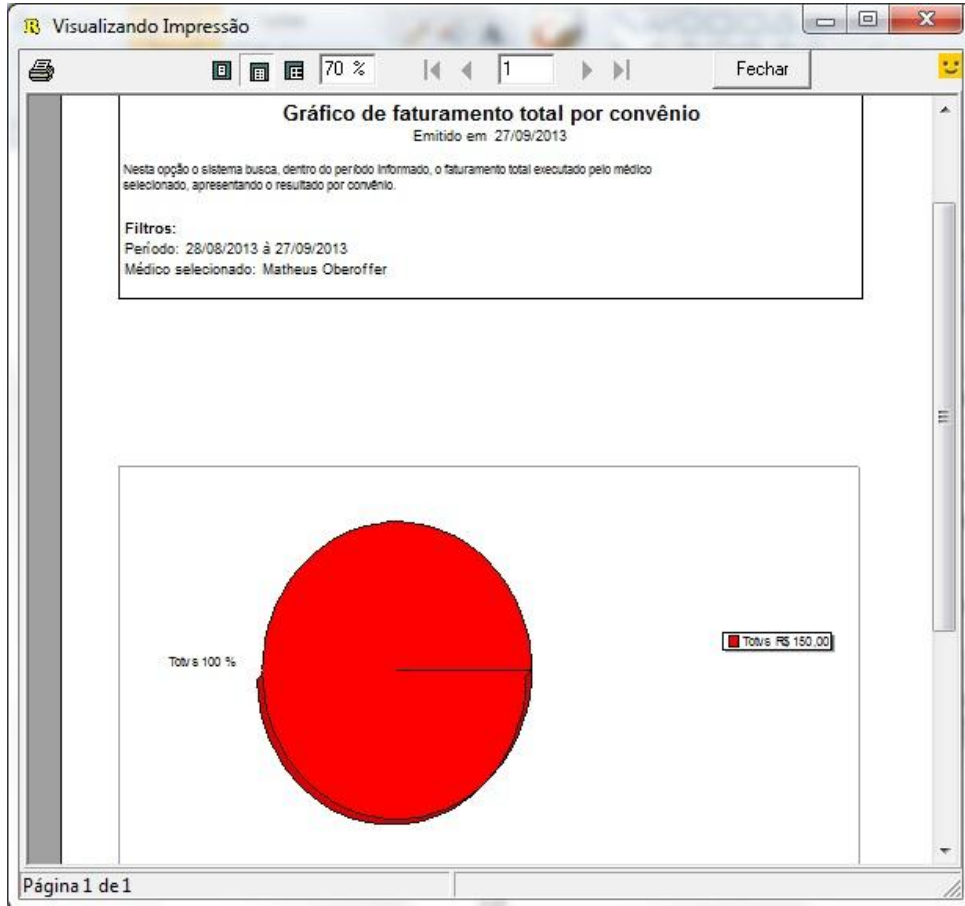 Visualizando Impressão
70 %
1
Fechar
Gráfico de faturamento total por convênio
Emitido em 27/09/2013
Nesta opção o sistema busca, dentro do período informado, o faturamento total executado pelo médico
selecionado, apresentando o resultado por convênio.
Filtros:
Período: 28/08/2013 à 27/09/2013
Médico selecionado: Matheus Oberoffer
Totvs 100 %
Totvs R$ 150,00
Página 1 de 1